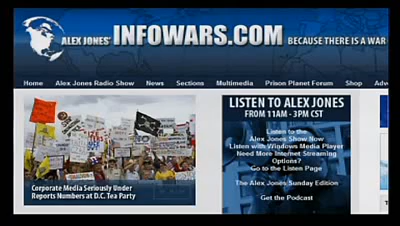 ALEX JONES' INFOWARS.COM BECAUSE THERE IS A WAR
Home Alex Jones Radio Show News Sections Multimedia Prison Planet Forum Shop
Corporate Media Seriously Under
Reports Numbers at D.C. Tea Party
LISTEN TO ALEX JONES
FROM 11AM - 3PM CST
Listen to the
Alex Jones Show Now
Listen with Windows Media Player
Need More Internet Streaming
Options?
Go to the Listen Page
The Alex Jones Sunday Edition
Get the Podcast